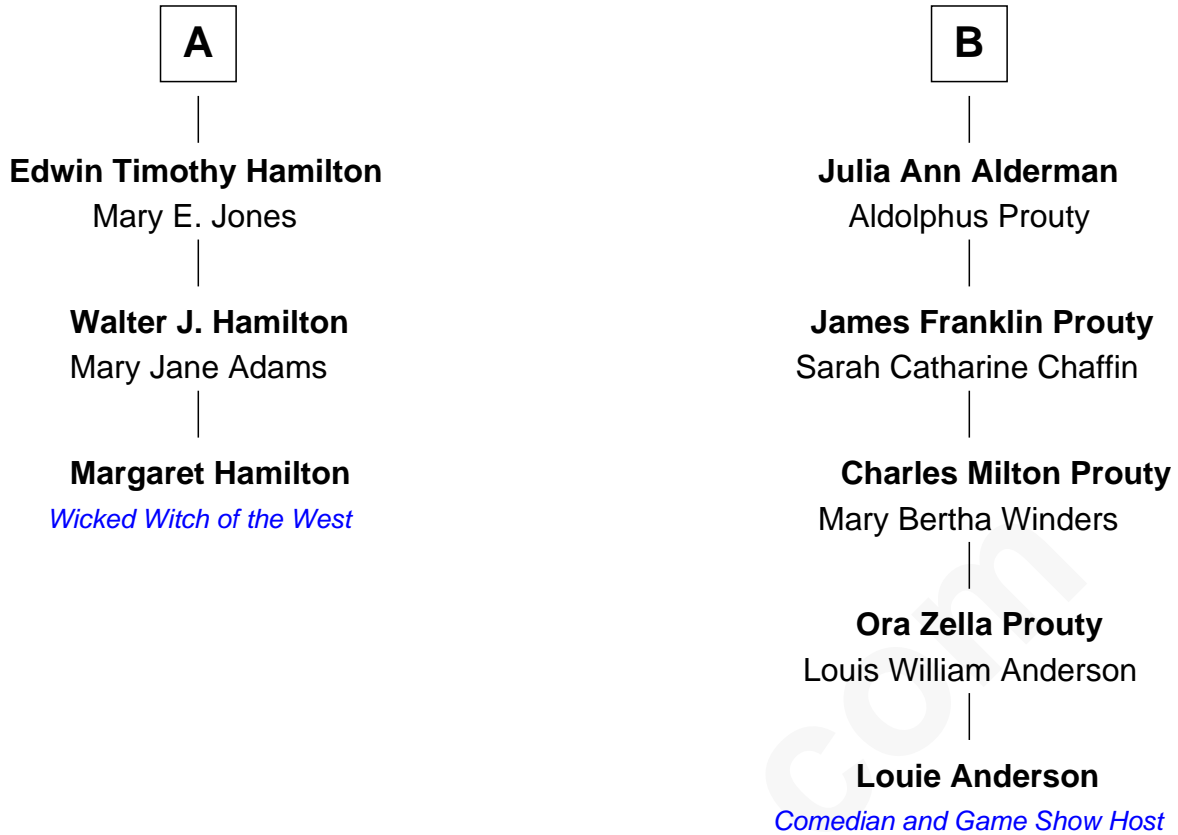 A
Edwin Timothy Hamilton
Mary E. Jones
Walter J. Hamilton
Mary Jane Adams
Margaret Hamilton
Wicked Witch of the West
B
Julia Ann Alderman
Aldolphus Prouty
James Franklin Prouty
Sarah Catharine Chaffin
Charles Milton Prouty
Mary Bertha Winders
Ora Zella Prouty
Louis William Anderson
Louie Anderson
Comedian and Game Show Host
com